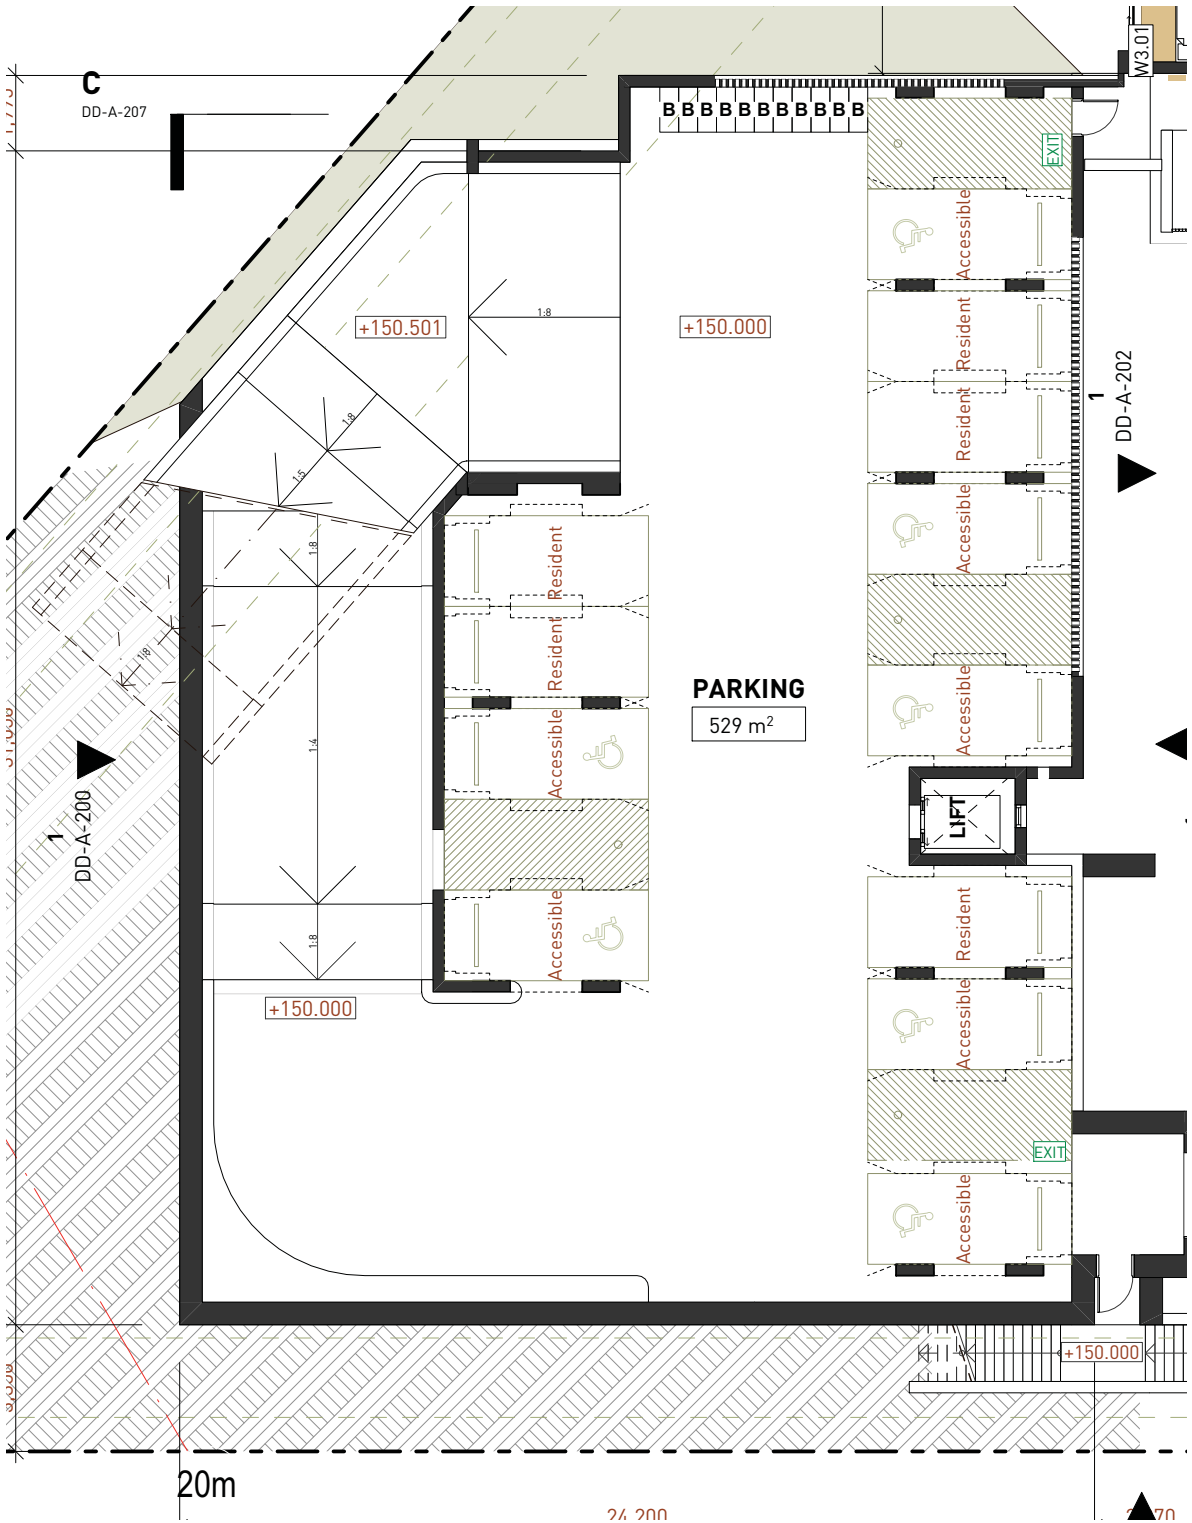 W3.01
C
DD-A-207
B B B B B B B B B B B
EXIT
Accessible
+150.501
1:8
+150.000
Resident
1
DD-A-202
Resident
1:8
1:5
Accessible
1:8
Resident
1:8
Resident
Accessible
PARKING
529 m²
1:4
Accessible
1
DD-A-200
LIFT
Accessible
Resident
1:8
+150.000
Accessible
EXIT
Accessible
+150.000
20m
24,200